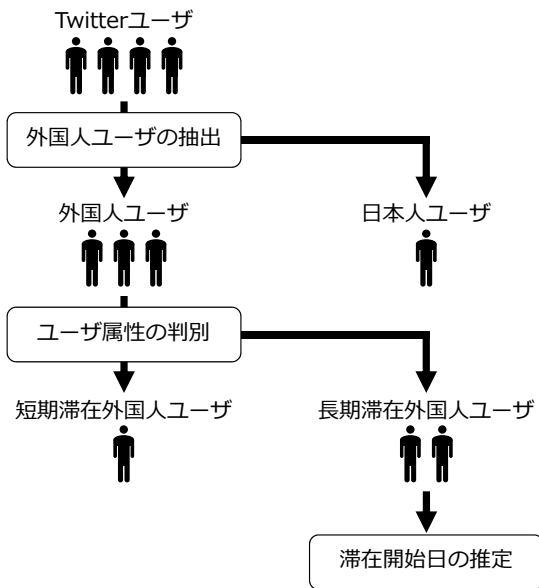 Twitterユーザ
外国人ユーザの抽出
外国人ユーザ
日本人ユーザ
ユーザ属性の判別
短期滞在外国人ユーザ
長期滞在外国人ユーザ
滞在開始日の推定